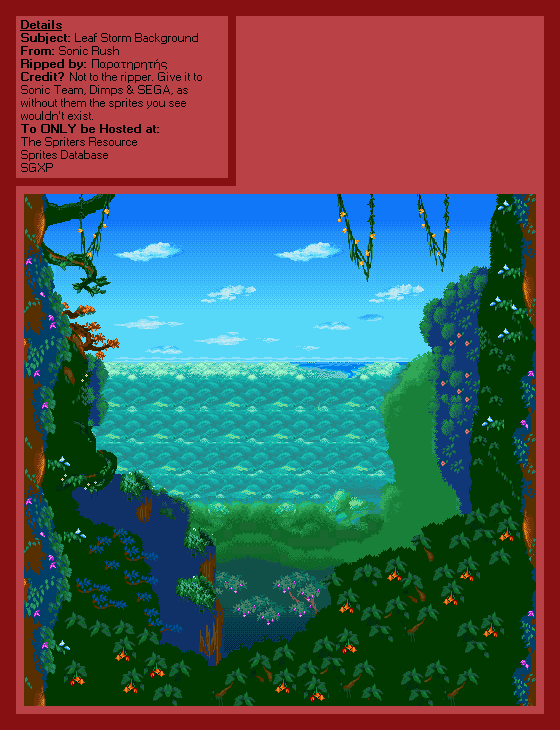 Details
Subject: Leaf Storm Background
From: Sonic Rush
Ripped by: Παρατηρητής
Credit? Not to the ripper. Give it to
Sonic Team, Dimps & SEGA, as
without them the sprites you see
wouldn't exist.
To ONLY be Hosted at:
The Spriters Resource
Sprites Database
SGXP